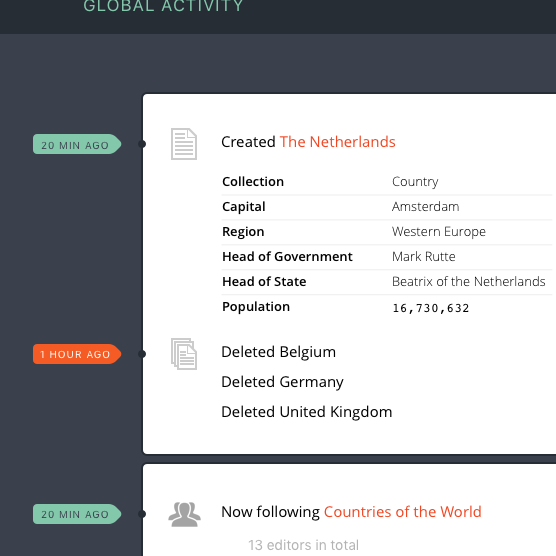 GLOBAL ACTIVITY
20 MIN AGO
Created The Netherlands
Collection Country
Capital Amsterdam
Region Western Europe
Head of Government Mark Rutte
Head of State Beatrix of the Netherlands
Population 16,730,632
1 HOUR AGO
Deleted Belgium
Deleted Germany
Deleted United Kingdom
20 MIN AGO
Now following Countries of the World
13 editors in total